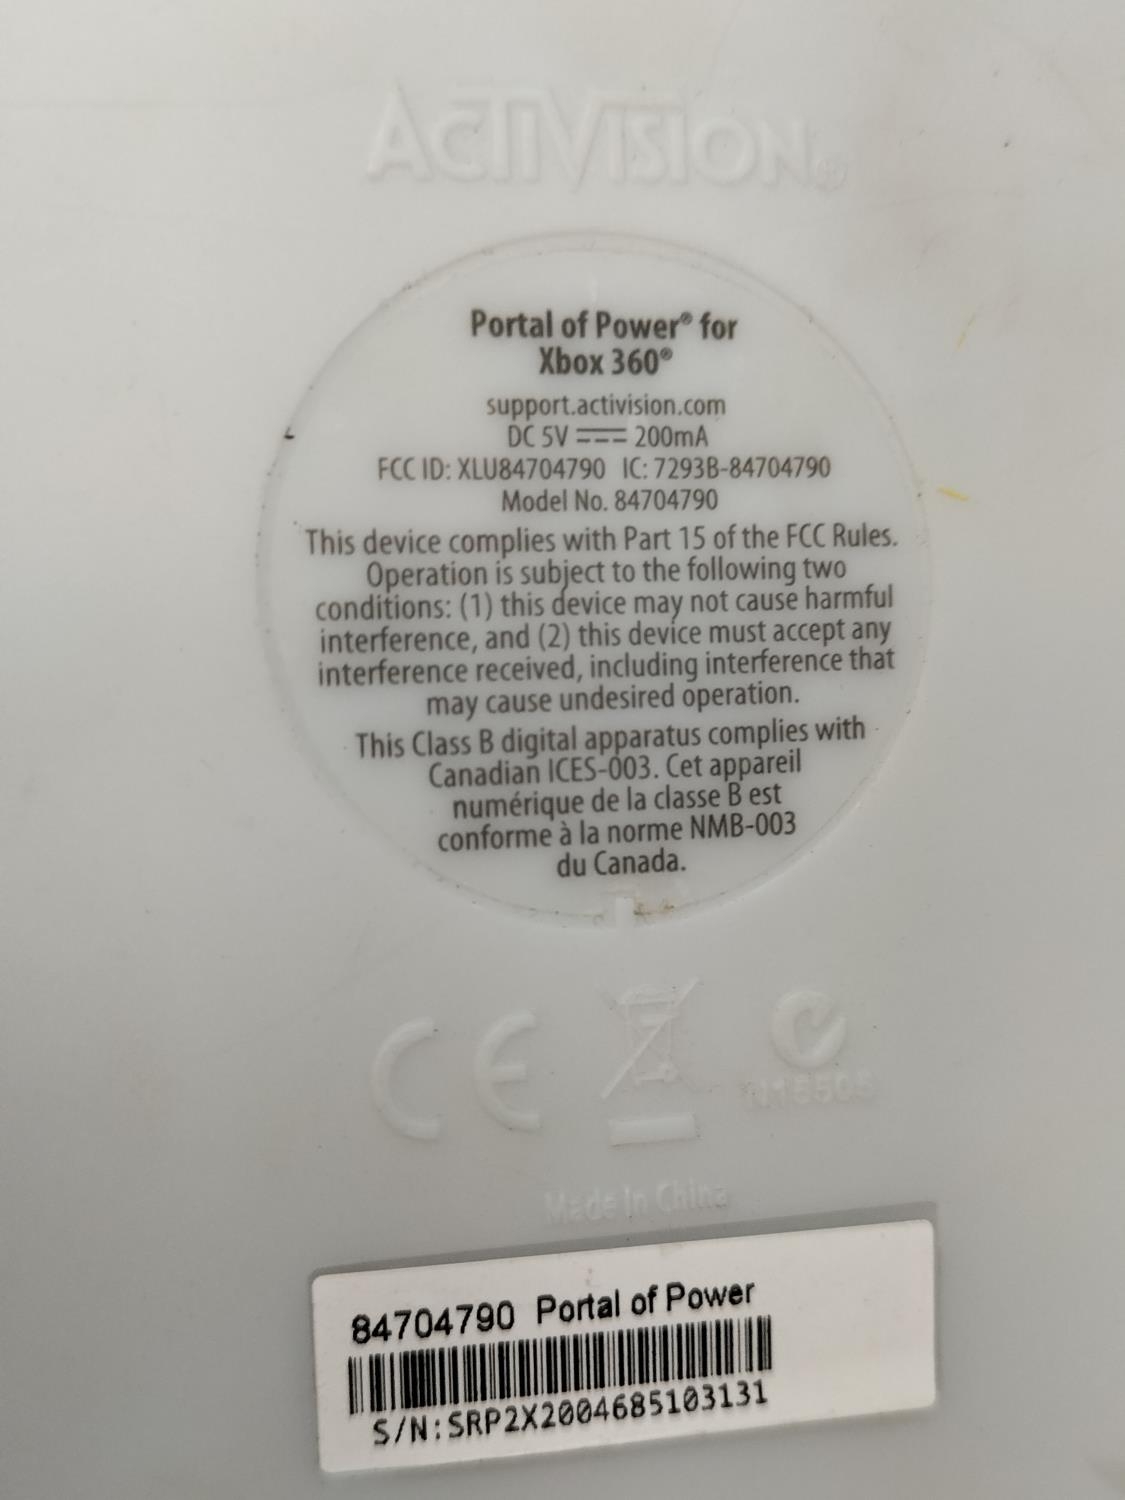 ACTIVISION®
Portal of Power® for
Xbox 360®
support.activision.com
DC 5V ⎓ 200mA
FCC ID: XLU84704790 IC: 7293B-84704790
Model No. 84704790
This device complies with Part 15 of the FCC Rules.
Operation is subject to the following two
conditions: (1) this device may not cause harmful
interference, and (2) this device must accept any
interference received, including interference that
may cause undesired operation.
This Class B digital apparatus complies with
Canadian ICES-003. Cet appareil
numérique de la classe B est
conforme à la norme NMB-003
du Canada.
CE
Made In China
84704790 Portal of Power
S/N:SRP2X2004685103131